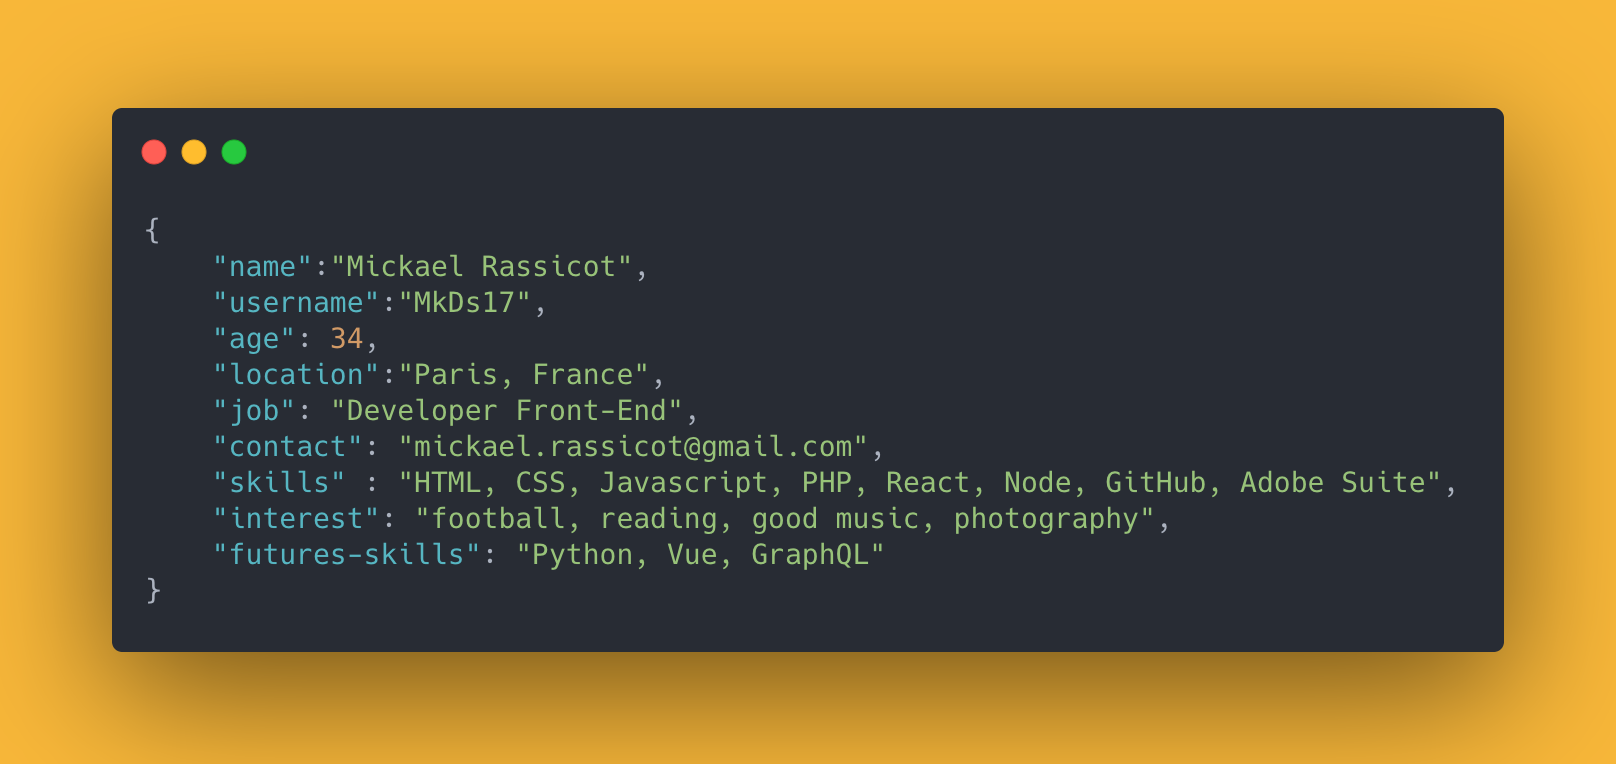 {
    "name":"Mickael Rassicot",
    "username":"MkDs17",
    "age": 34,
    "location":"Paris, France",
    "job": "Developer Front-End",
    "contact": "mickael.rassicot@gmail.com",
    "skills" : "HTML, CSS, Javascript, PHP, React, Node, GitHub, Adobe Suite",
    "interest": "football, reading, good music, photography",
    "futures-skills": "Python, Vue, GraphQL"
}